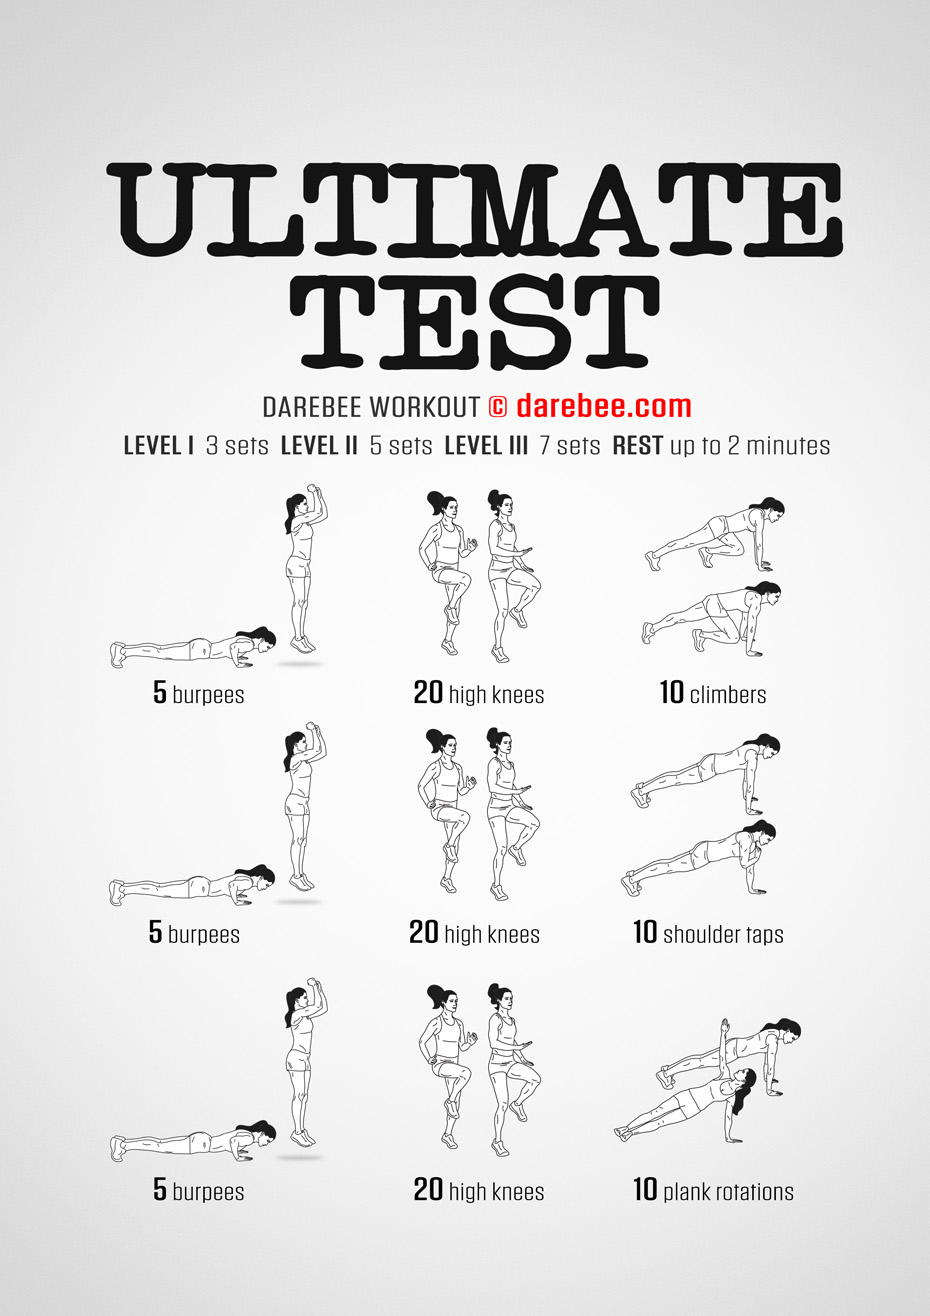 ULTIMATE
TEST
DAREBEE WORKOUT © darebee.com
LEVEL I 3 sets LEVEL II 5 sets LEVEL III 7 sets REST up to 2 minutes
5 burpees 20 high knees 10 climbers
5 burpees 20 high knees 10 shoulder taps
5 burpees 20 high knees 10 plank rotations